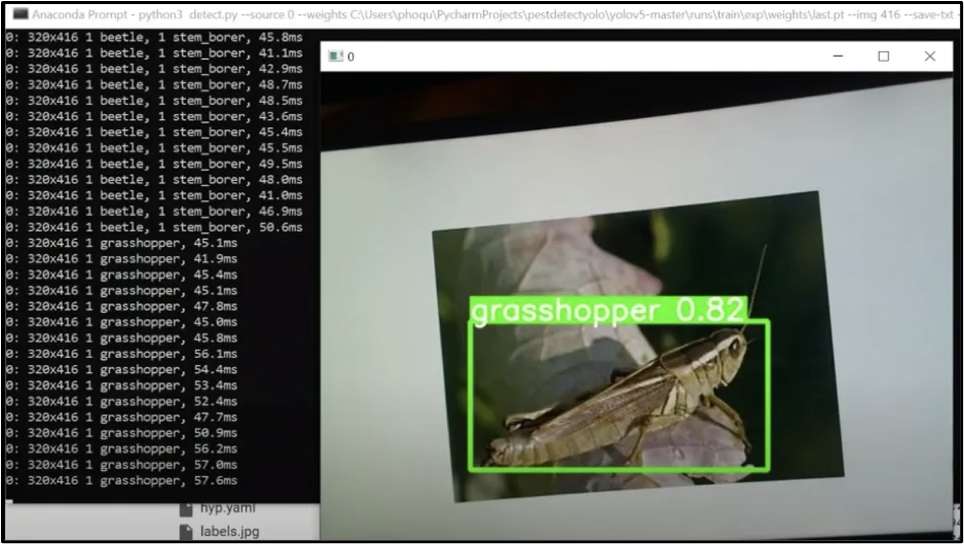 Anaconda Prompt - python3 detect.py --source 0 --weights C:\Users\phoqu\PycharmProjects\pestdetectyolo\yolov5-master\runs\train\exp\weights\last.pt --img 416 --save-txt -
0: 320x416 1 beetle, 1 stem_borer, 45.8ms
0: 320x416 1 beetle, 1 stem_borer, 41.1ms
0: 320x416 1 beetle, 1 stem_borer, 42.9ms
0: 320x416 1 beetle, 1 stem_borer, 48.7ms
0: 320x416 1 beetle, 1 stem_borer, 48.5ms
0: 320x416 1 beetle, 1 stem_borer, 43.6ms
0: 320x416 1 beetle, 1 stem_borer, 45.4ms
0: 320x416 1 beetle, 1 stem_borer, 45.5ms
0: 320x416 1 beetle, 1 stem_borer, 49.5ms
0: 320x416 1 beetle, 1 stem_borer, 48.0ms
0: 320x416 1 beetle, 1 stem_borer, 41.0ms
0: 320x416 1 beetle, 1 stem_borer, 46.9ms
0: 320x416 1 beetle, 1 stem_borer, 50.6ms
0: 320x416 1 grasshopper, 45.1ms
0: 320x416 1 grasshopper, 41.9ms
0: 320x416 1 grasshopper, 45.4ms
0: 320x416 1 grasshopper, 45.1ms
0: 320x416 1 grasshopper, 47.8ms
0: 320x416 1 grasshopper, 45.0ms
0: 320x416 1 grasshopper, 45.8ms
0: 320x416 1 grasshopper, 56.1ms
0: 320x416 1 grasshopper, 54.4ms
0: 320x416 1 grasshopper, 53.4ms
0: 320x416 1 grasshopper, 52.4ms
0: 320x416 1 grasshopper, 47.7ms
0: 320x416 1 grasshopper, 50.9ms
0: 320x416 1 grasshopper, 56.2ms
0: 320x416 1 grasshopper, 57.0ms
0: 320x416 1 grasshopper, 57.6ms
0
grasshopper 0.82
hyp.yaml
labels.jpg